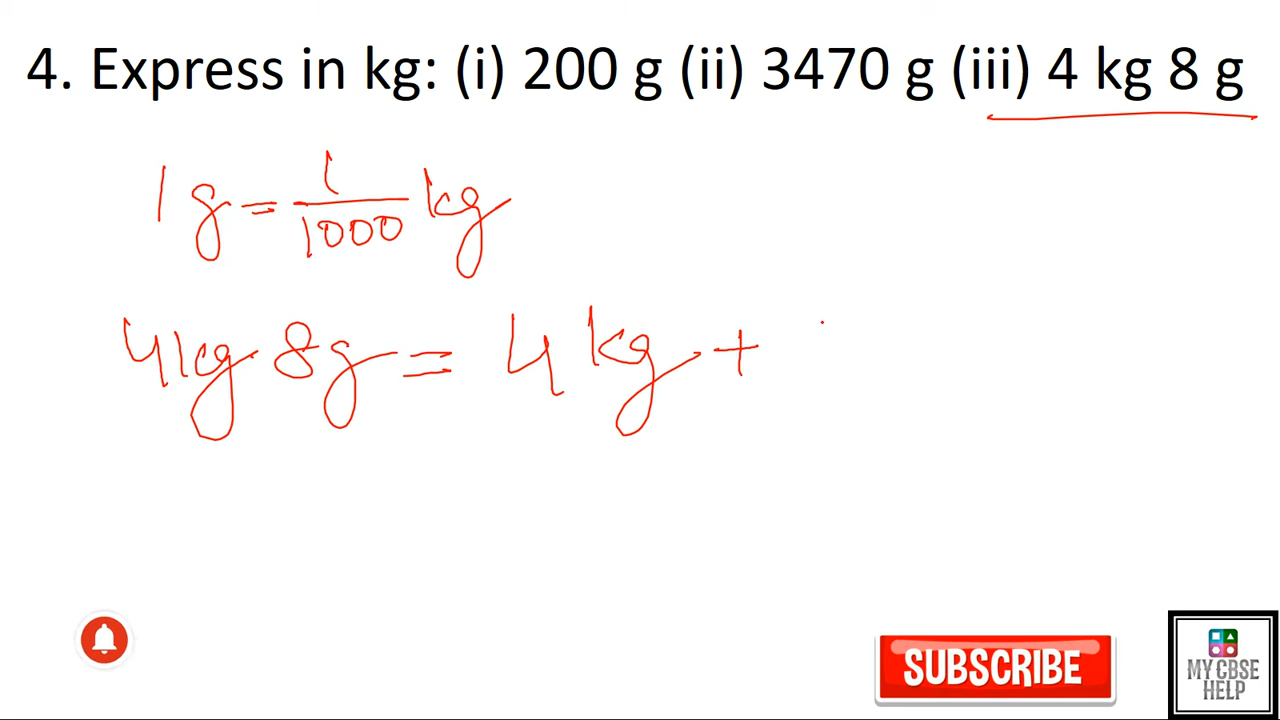 4. Express in kg: (i) 200 g (ii) 3470 g (iii) 4 kg 8 g
1 g = 1/1000 kg
4 kg 8 g = 4 kg +
SUBSCRIBE
MY CBSE
HELP